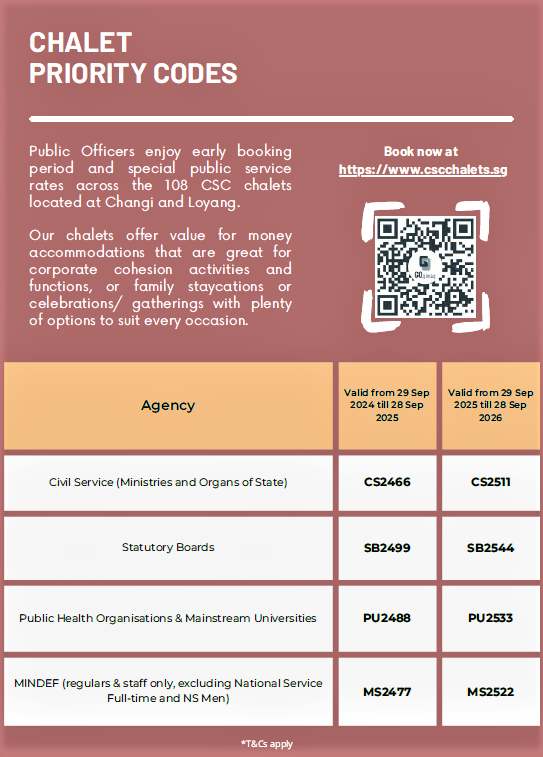 CHALET
PRIORITY CODES
Public Officers enjoy early booking
period and special public service
rates across the 108 CSC chalets
located at Changi and Loyang.
Our chalets offer value for money
accommodations that are great for
corporate cohesion activities and
functions, or family staycations or
celebrations/ gatherings with plenty
of options to suit every occasion.
Book now at
https://www.cscchalets.sg
Agency
Valid from 29 Sep
2024 till 28 Sep
2025
Valid from 29 Sep
2025 till 28 Sep
2026
Civil Service (Ministries and Organs of State)
CS2466
CS2511
Statutory Boards
SB2499
SB2544
Public Health Organisations & Mainstream Universities
PU2488
PU2533
MINDEF (regulars & staff only, excluding National Service
Full-time and NS Men)
MS2477
MS2522
*T&Cs apply